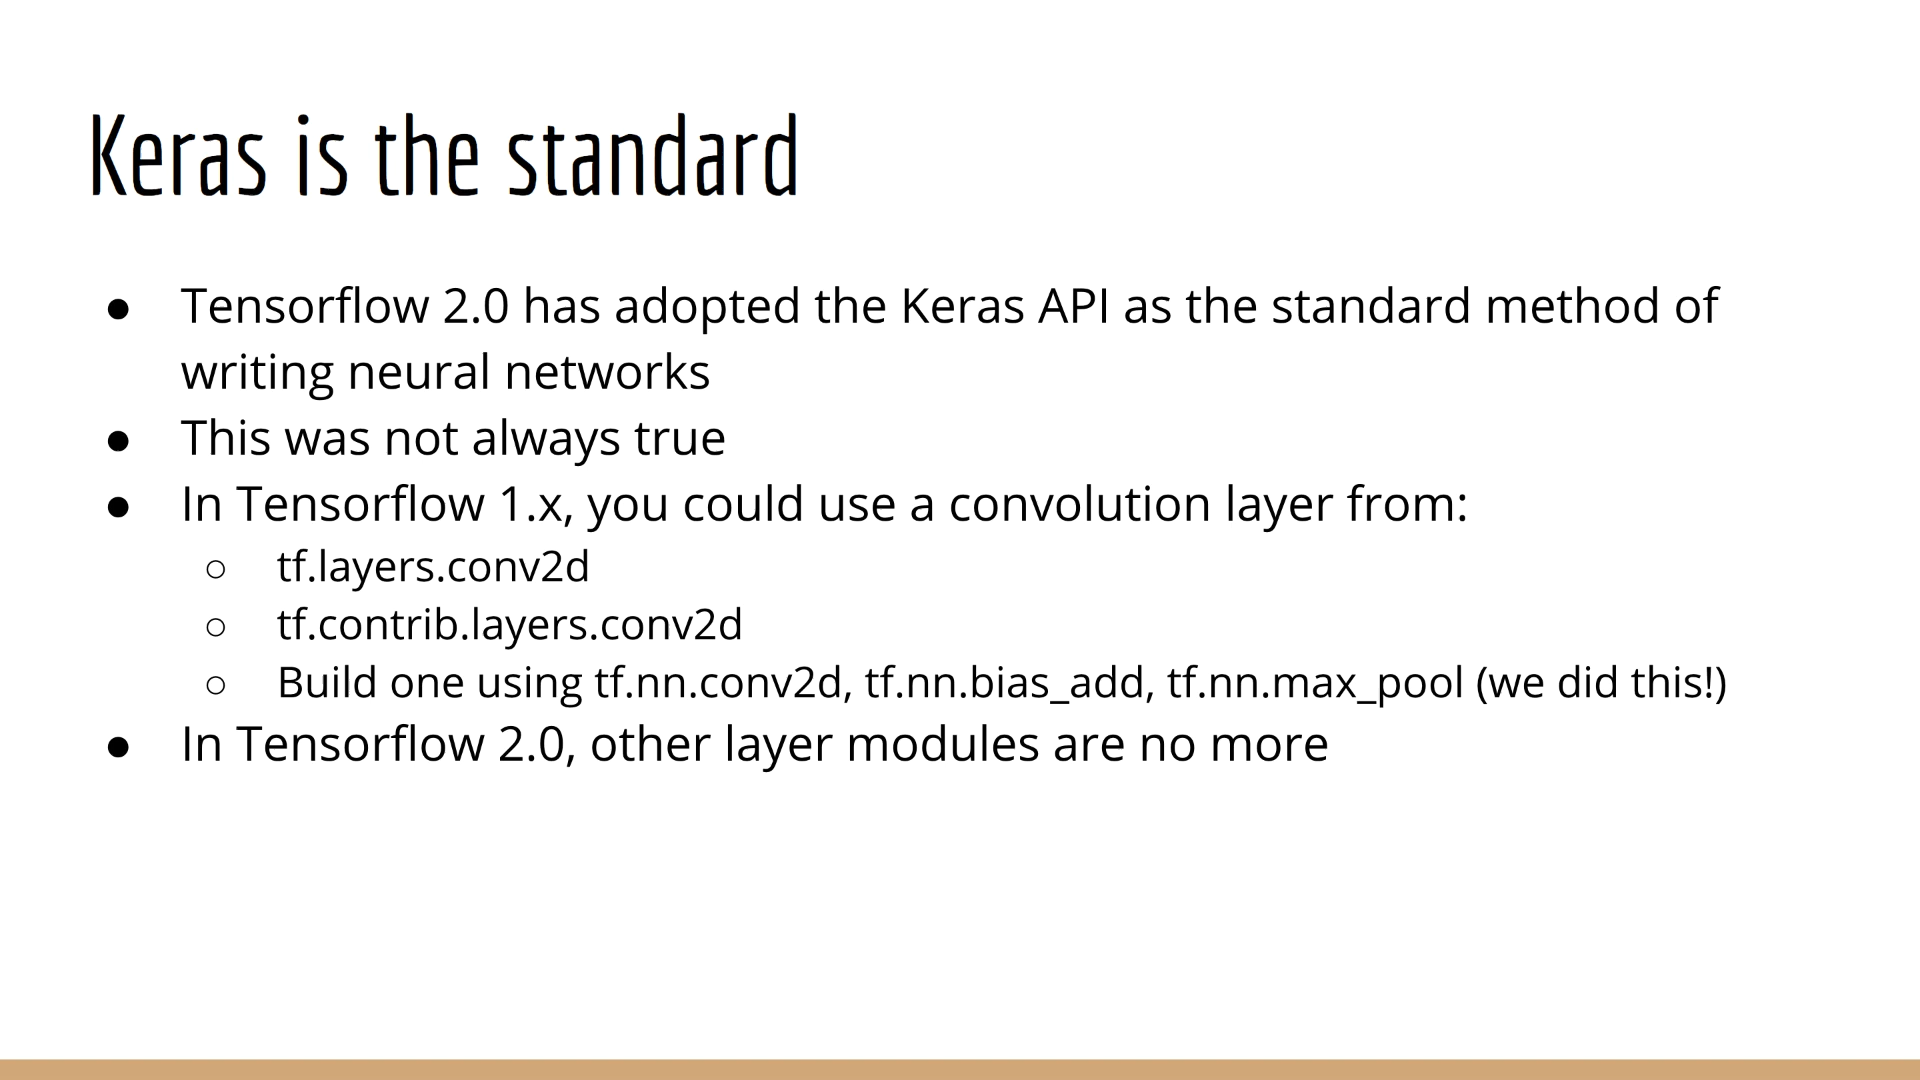 Keras is the standard
● Tensorflow 2.0 has adopted the Keras API as the standard method of
writing neural networks
● This was not always true
● In Tensorflow 1.x, you could use a convolution layer from:
○ tf.layers.conv2d
○ tf.contrib.layers.conv2d
○ Build one using tf.nn.conv2d, tf.nn.bias_add, tf.nn.max_pool (we did this!)
● In Tensorflow 2.0, other layer modules are no more